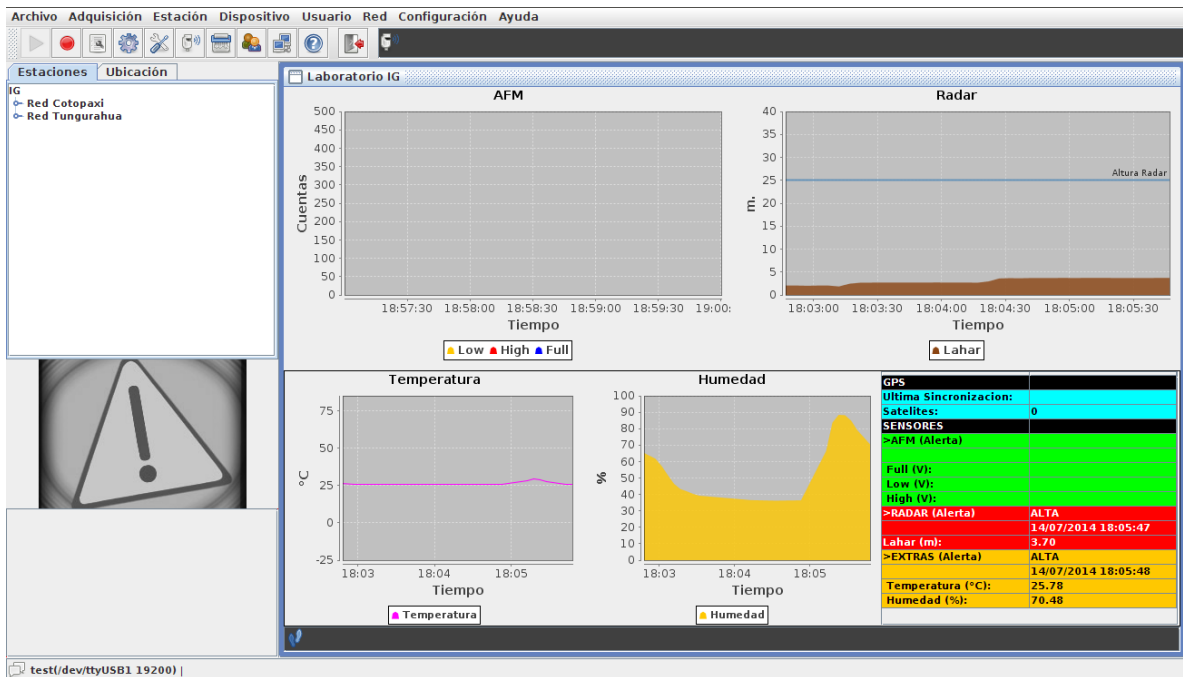 Archivo Adquisición Estación Dispositivo Usuario Red Configuración Ayuda
Estaciones Ubicación
IG
Red Cotopaxi
Red Tungurahua
Laboratorio IG
AFM
Cuentas
500
450
400
350
300
250
200
150
100
50
0
18:57:30 18:58:00 18:58:30 18:59:00 18:59:30 19:00:
Tiempo
Low High Full
Radar
m.
40
35
30
25
20
15
10
5
0
Altura Radar
18:03:00 18:03:30 18:04:00 18:04:30 18:05:00 18:05:30
Tiempo
Lahar
Temperatura
°C
75
50
25
0
-25
18:03 18:04 18:05
Tiempo
Temperatura
Humedad
%
100
90
80
70
60
50
40
30
20
10
0
18:03 18:04 18:05
Tiempo
Humedad
GPS
Ultima Sincronizacion:
Satelites: 0
SENSORES
>AFM (Alerta)
Full (V):
Low (V):
High (V):
>RADAR (Alerta) ALTA
14/07/2014 18:05:47
Lahar (m): 3.70
>EXTRAS (Alerta) ALTA
14/07/2014 18:05:48
Temperatura (°C): 25.78
Humedad (%): 70.48
test(/dev/ttyUSB1 19200) |